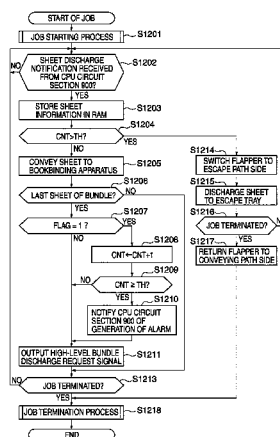 START OF JOB
JOB STARTING PROCESS
S1201
NO
SHEET DISCHARGE
NOTIFICATION RECEIVED
FROM CPU CIRCUIT
SECTION 900?
S1202
YES
STORE SHEET
INFORMATION IN RAM
S1203
CNT>TH?
S1204
YES
NO
CONVEY SHEET TO
BOOKBINDING APPARATUS
S1205
LAST SHEET OF BUNDLE?
S1206
NO
YES
FLAG = 1 ?
S1207
YES
NO
CNT←CNT+1
S1208
CNT ≥ TH?
S1209
NO
YES
NOTIFY CPU CIRCUIT
SECTION 900 OF
GENERATION OF ALARM
S1210
OUTPUT HIGH-LEVEL BUNDLE
DISCHARGE REQUEST SIGNAL
S1211
NO
JOB TERMINATED?
S1213
YES
JOB TERMINATION PROCESS
S1218
END
S1214
SWITCH FLAPPER TO
ESCAPE PATH SIDE
S1215
DISCHARGE SHEET
TO ESCAPE TRAY
S1216
JOB TERMINATED?
NO
YES
S1217
RETURN FLAPPER TO
CONVEYING PATH SIDE